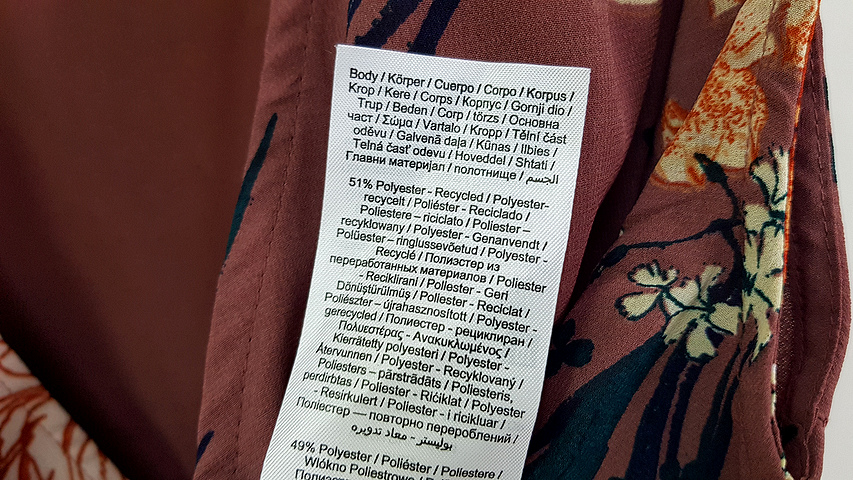 Body / Körper / Cuerpo / Corpo / Korpus /
Krop / Kere / Corps / Корпус / Gornji dio /
Trup / Beden / Corp / törzs / Основна
част / Σώμα / Vartalo / Kropp / Tělní část
oděvu / Galvenā daļa / Kūnas / Ilbies /
Telná časť odevu / Hoveddel / Shtati /
Главни материјал / полотнище / الجسم
51% Polyester - Recycled / Polyester-
recycelt / Poliéster - Reciclado /
Poliestere – riciclato / Poliester –
recyklowany / Polyester - Genanvendt /
Polüester – ringlussevõetud / Polyester -
Recyclé / Полиэстер из
переработанных материалов / Poliester
- Reciklirani / Poliester - Geri
Dönüştürülmüş / Poliester - Reciclat /
Poliészter – újrahasznosított / Polyester -
gerecycled / Полиестер – рециклиран /
Πολυεστέρας - Ανακυκλωμένος /
Kierrätetty polyesteri / Polyester -
Återvunnen / Polyester - Recyklovaný /
Poliesters – pārstrādāts / Poliesteris,
perdirbtas / Poliester - Riċiklat / Polyester
- Resirkulert / Poliester - i ricikluar /
Поліестер — повторно перероблений /
بوليستر - معاد تدويره
49% Polyester / Poliéster / Poliestere /
Włókno Poliestrowe /